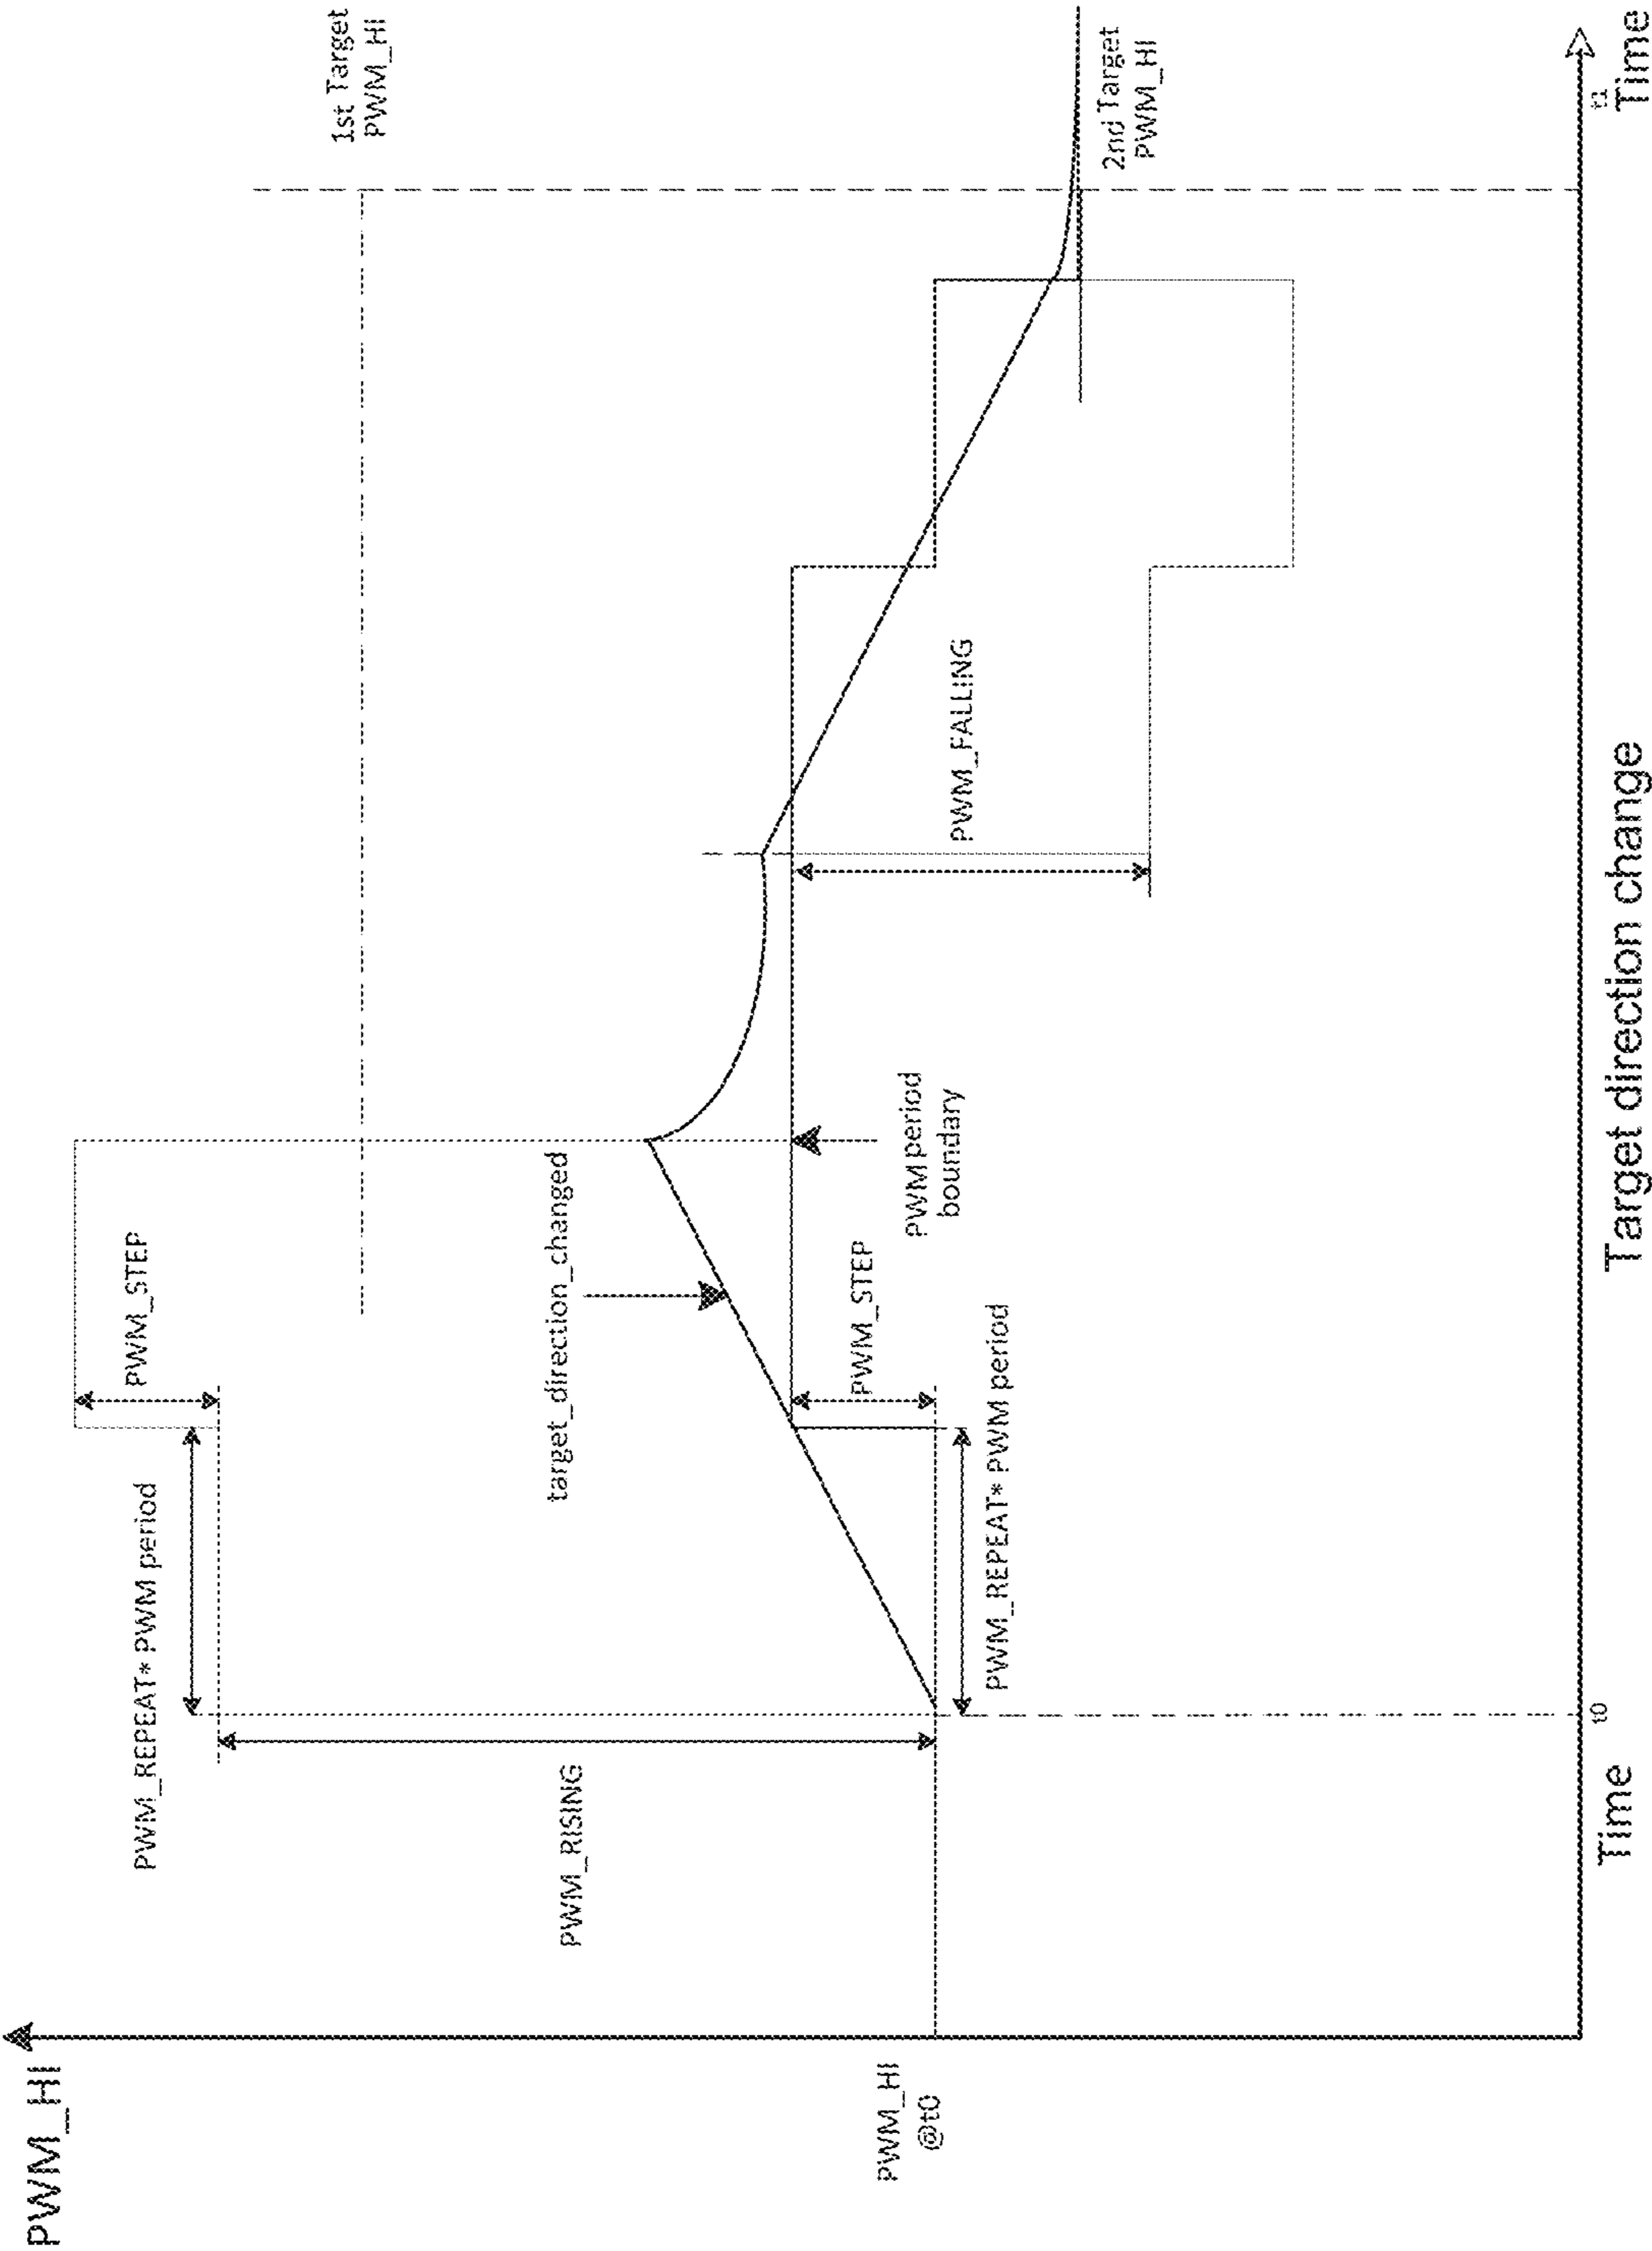 PWM_HI
PWM_REPEAT* PWM period
PWM_STEP
1st Target
PWM_HI
PWM_RISING
target_direction_changed
PWM_HI
@t0
PWM_STEP
PWM period
boundary
PWM_REPEAT* PWM period
PWM_FALLING
2nd Target
PWM_HI
t0
t1
Time
Target direction change
Time